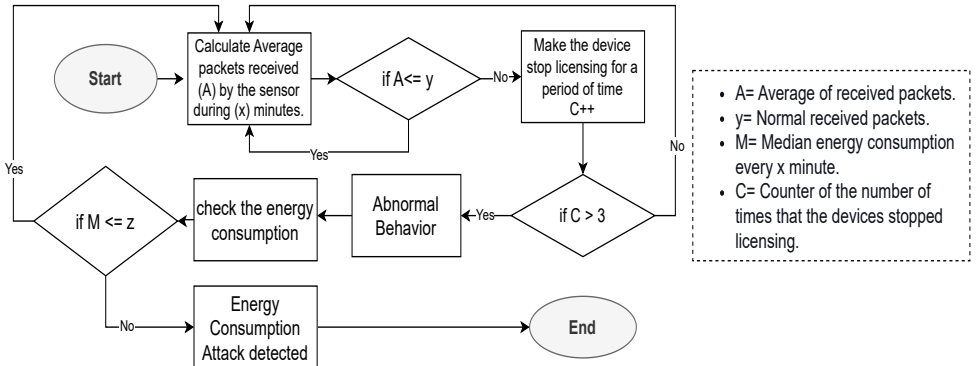 Start
Calculate Average
packets received
(A) by the sensor
during (x) minutes.
if A<= y
No
Make the device
stop licensing for a
period of time
C++
Yes
No
Yes
if M <= z
check the energy
consumption
Abnormal
Behavior
Yes
if C > 3
No
Energy
Consumption
Attack detected
End
• A= Average of received packets.
• y= Normal received packets.
• M= Median energy consumption
every x minute.
• C= Counter of the number of
times that the devices stopped
licensing.